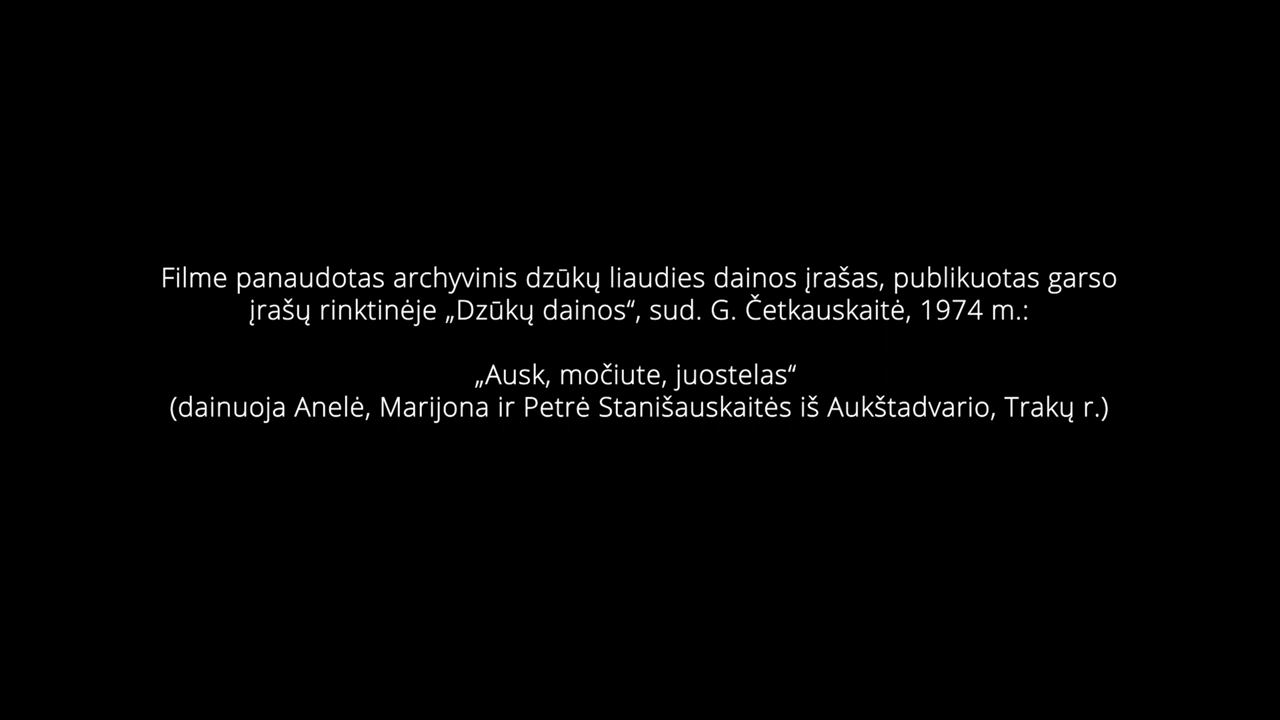 Filme panaudotas archyvinis dzūkų liaudies dainos įrašas, publikuotas garso
įrašų rinktinėje „Dzūkų dainos“, sud. G. Četkauskaitė, 1974 m.:
„Ausk, močiute, juostelas“
(dainuoja Anelė, Marijona ir Petrė Stanišauskaitės iš Aukštadvario, Trakų r.)